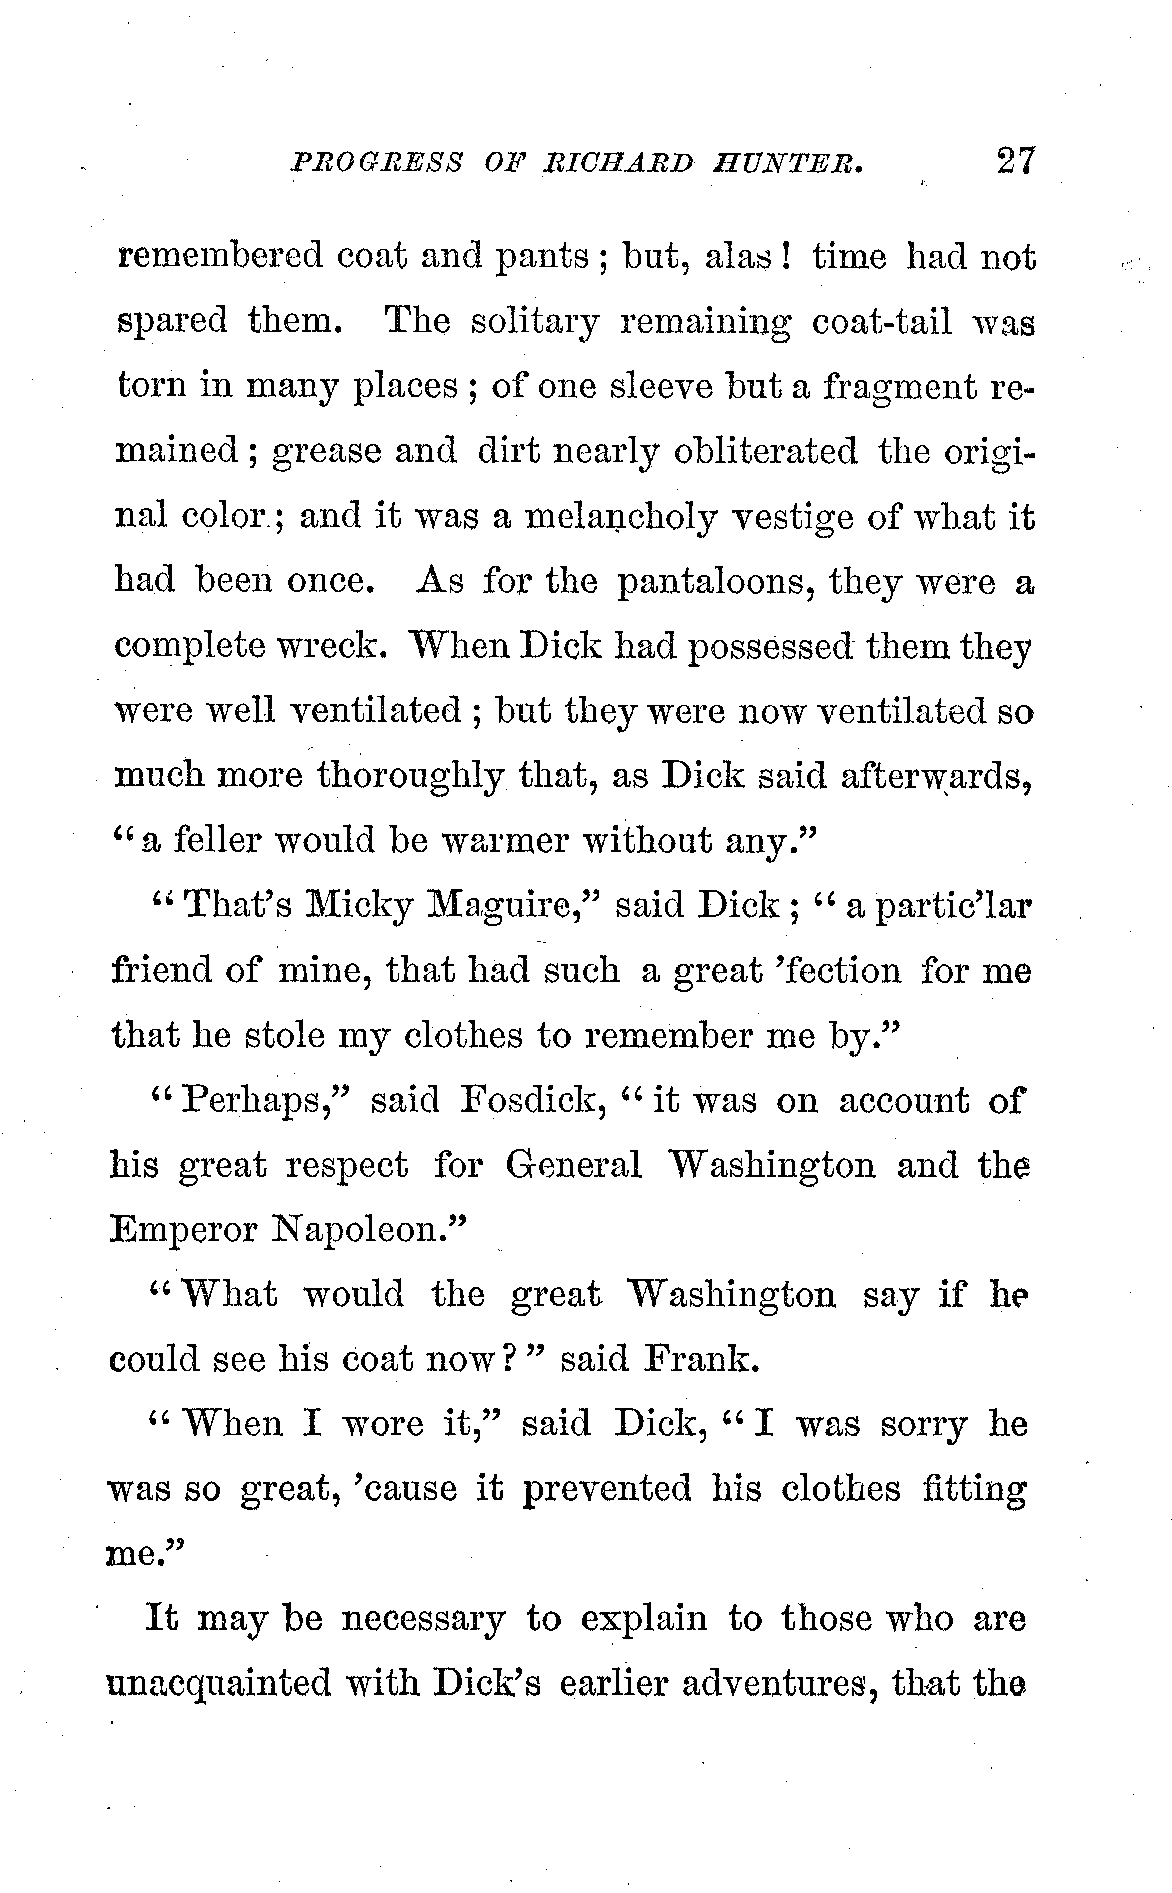 PROGRESS OF RICHARD HUNTER. 27
remembered coat and pants ; but, alas ! time had not
spared them. The solitary remaining coat-tail was
torn in many places ; of one sleeve but a fragment re-
mained ; grease and dirt nearly obliterated the origi-
nal color ; and it was a melancholy vestige of what it
had been once. As for the pantaloons, they were a
complete wreck. When Dick had possessed them they
were well ventilated ; but they were now ventilated so
much more thoroughly that, as Dick said afterwards,
“ a feller would be warmer without any.”
“ That’s Micky Maguire,” said Dick ; “ a partic’lar
friend of mine, that had such a great ’fection for me
that he stole my clothes to remember me by.”
“ Perhaps,” said Fosdick, “ it was on account of
his great respect for General Washington and the
Emperor Napoleon.”
“ What would the great Washington say if he
could see his coat now ? ” said Frank.
“ When I wore it,” said Dick, “ I was sorry he
was so great, ’cause it prevented his clothes fitting
me.”
It may be necessary to explain to those who are
unacquainted with Dick’s earlier adventures, that the